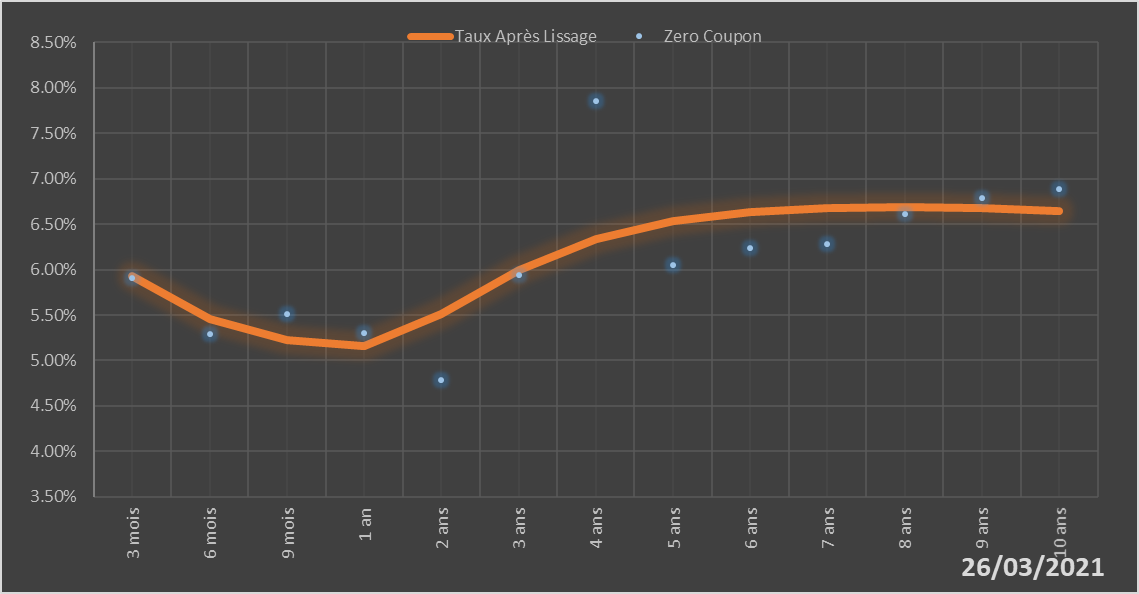 Taux Après Lissage
Zero Coupon
8.50%
8.00%
7.50%
7.00%
6.50%
6.00%
5.50%
5.00%
4.50%
4.00%
3.50%
3 mois
6 mois
9 mois
1 an
2 ans
3 ans
4 ans
5 ans
6 ans
7 ans
8 ans
9 ans
10 ans
26/03/2021